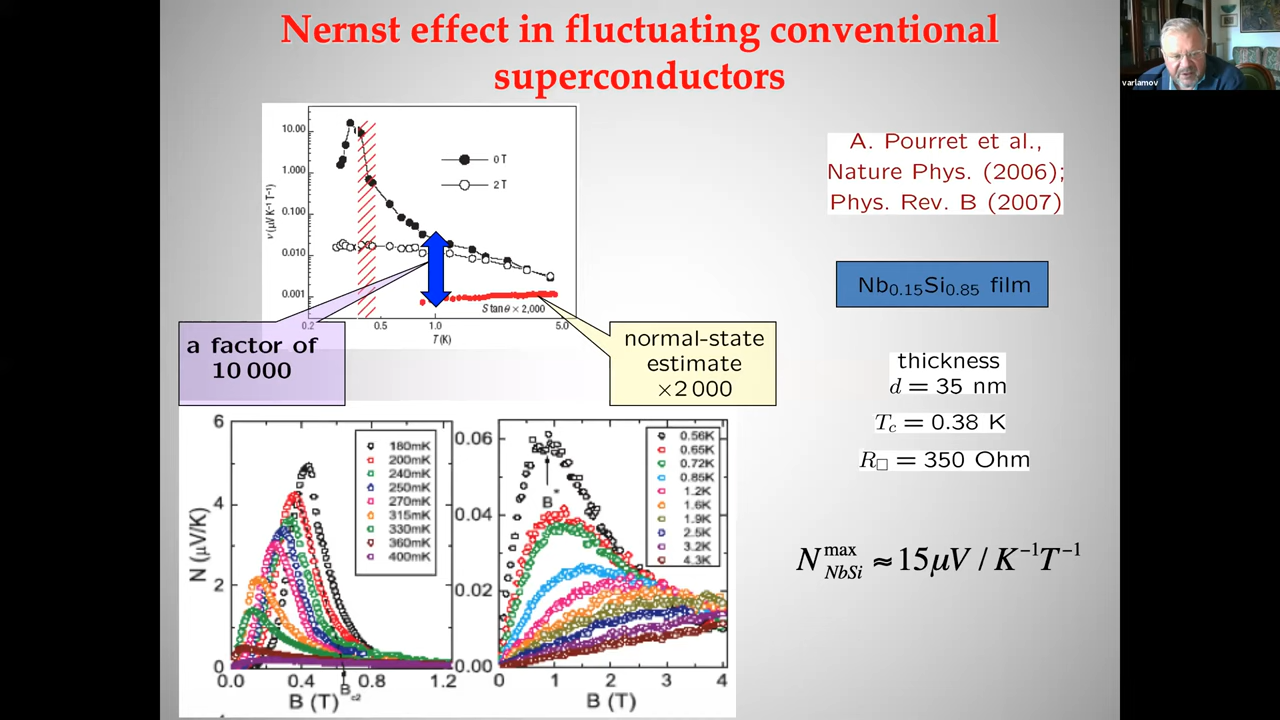 Nernst effect in fluctuating conventional
superconductors
varlamov
10.00
1.000
0.100
0.010
0.001
ν (μV K⁻¹ T⁻¹)
0 T
2 T
S tan θ × 2,000
0.2
0.5
1.0
5.0
T (K)
a factor of
10 000
normal-state
estimate
×2 000
A. Pourret et al.,
Nature Phys. (2006);
Phys. Rev. B (2007)
Nb₀.₁₅Si₀.₈₅ film
thickness
d = 35 nm
T_c = 0.38 K
R□ = 350 Ohm
N^max_NbSi ≈ 15μV / K⁻¹T⁻¹
6
4
2
0
N (μV/K)
180mK
200mK
240mK
250mK
270mK
315mK
330mK
360mK
400mK
0.0
0.4
0.8
1.2
B (T)
B_c2
0.06
0.04
0.02
0.00
B*
0.56K
0.65K
0.72K
0.85K
1.2K
1.6K
1.9K
2.5K
3.2K
4.3K
0
1
2
3
4
B (T)